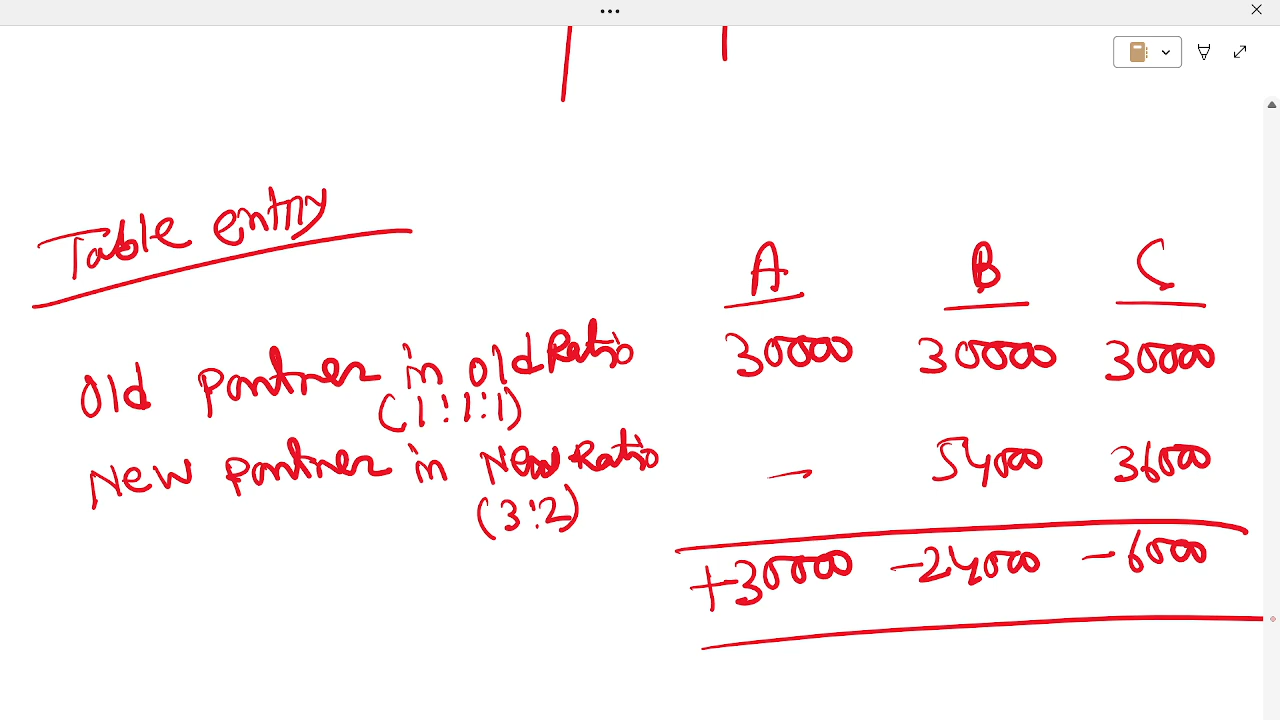 Table entry
A B C
Old partner in old Ratio 30000 30000 30000
(1:1:1)
New partner in New Ratio - 54000 36000
(3:2)
+30000 -24000 -6000